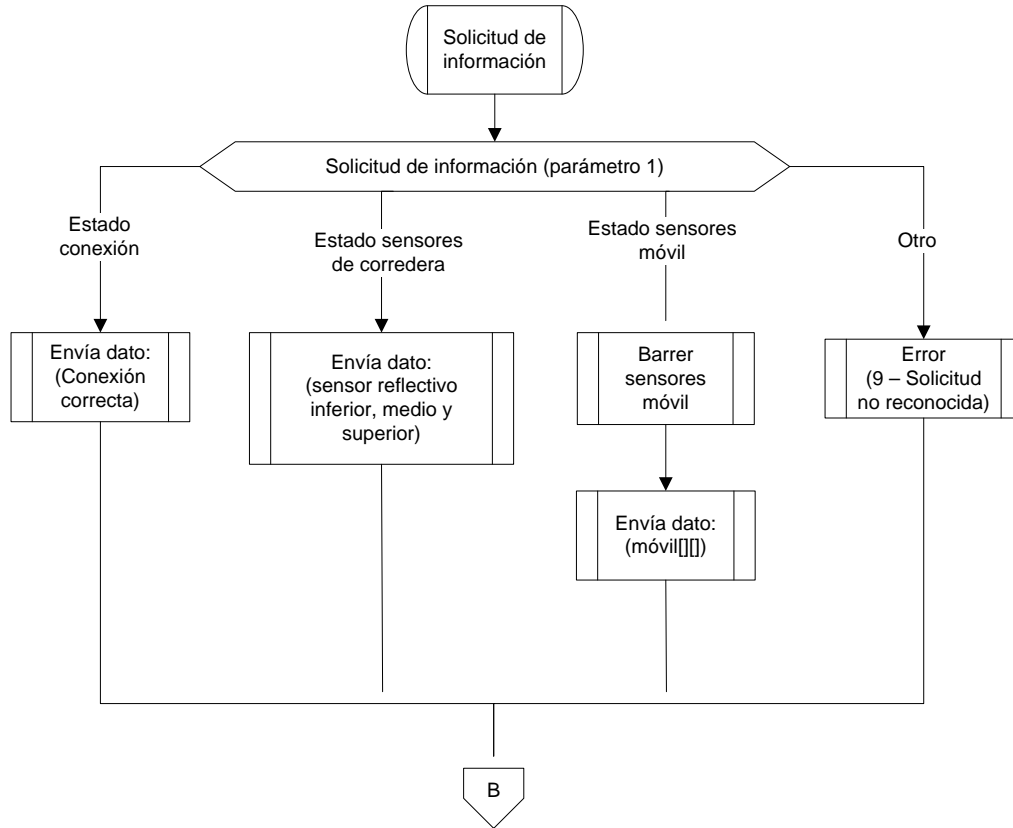 Solicitud de
información
Solicitud de información (parámetro 1)
Estado
conexión
Estado sensores
de corredera
Estado sensores
móvil
Otro
Envía dato:
(Conexión
correcta)
Envía dato:
(sensor reflectivo
inferior, medio y
superior)
Barrer
sensores
móvil
Error
(9 – Solicitud
no reconocida)
Envía dato:
(móvil[][])
B